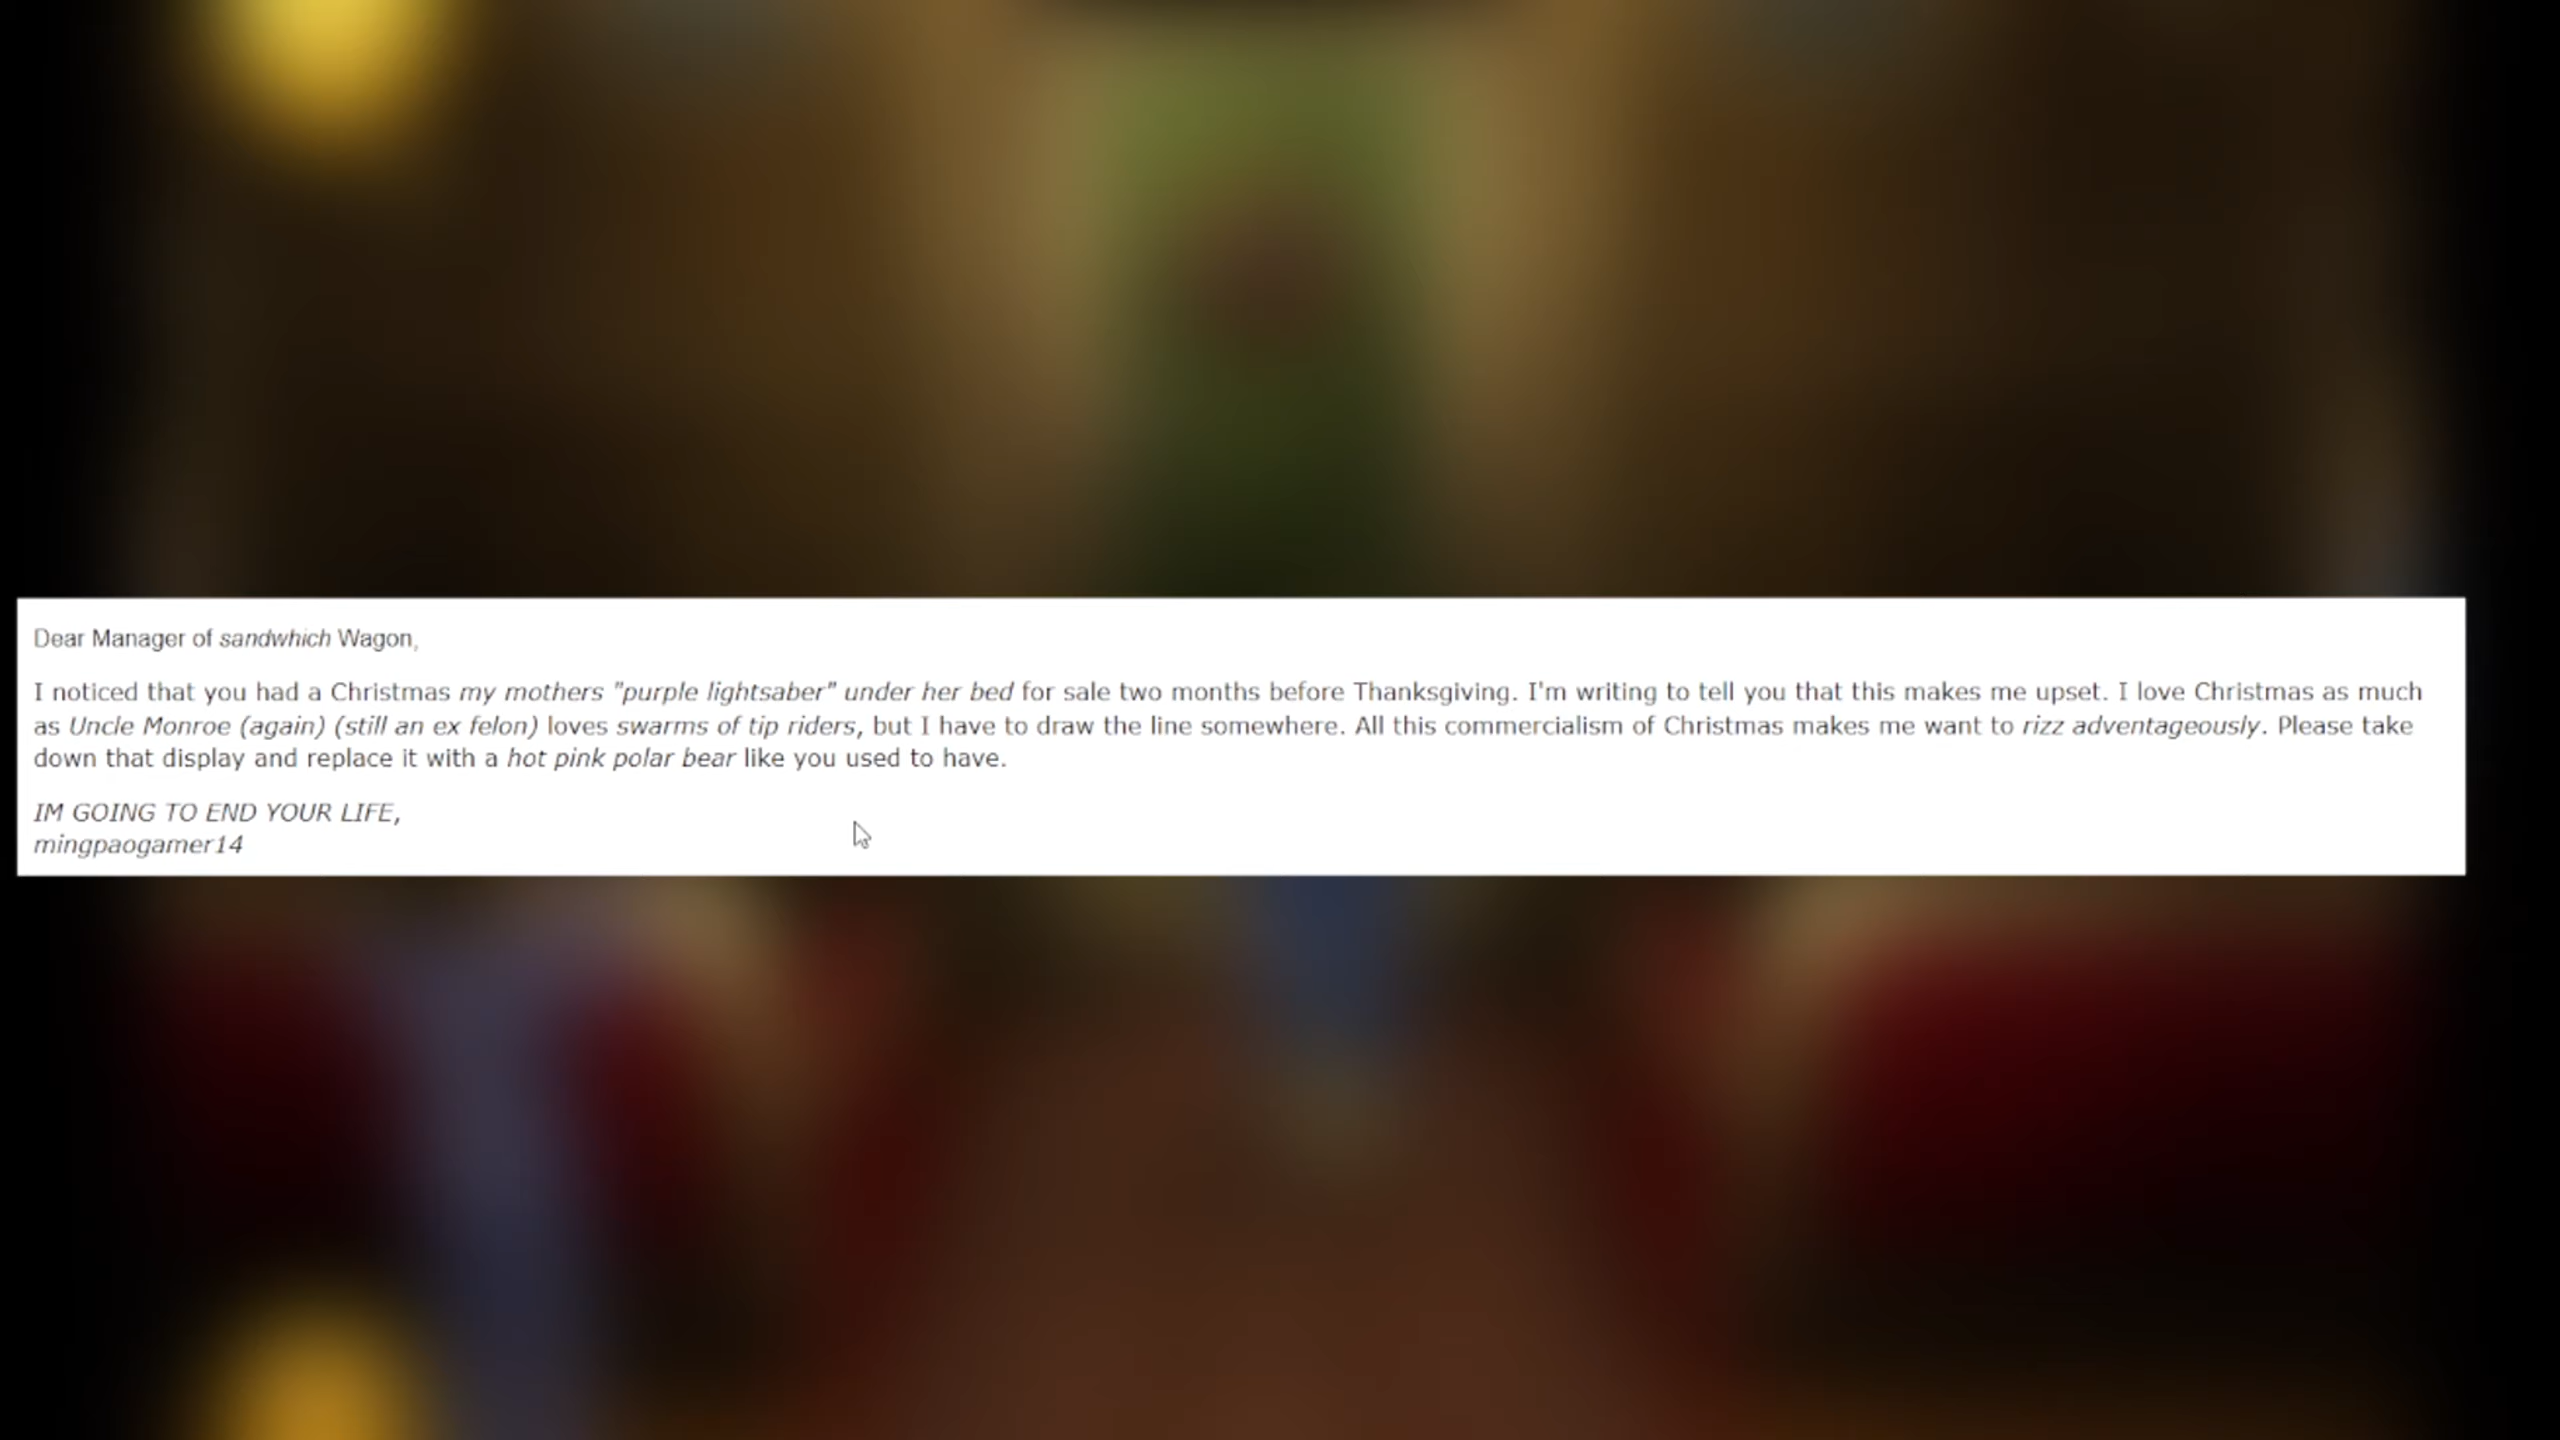 Dear Manager of sandwhich Wagon,
I noticed that you had a Christmas my mothers "purple lightsaber" under her bed for sale two months before Thanksgiving. I'm writing to tell you that this makes me upset. I love Christmas as much
as Uncle Monroe (again) (still an ex felon) loves swarms of tip riders, but I have to draw the line somewhere. All this commercialism of Christmas makes me want to rizz adventageously. Please take
down that display and replace it with a hot pink polar bear like you used to have.
IM GOING TO END YOUR LIFE,
mingpaogamer14